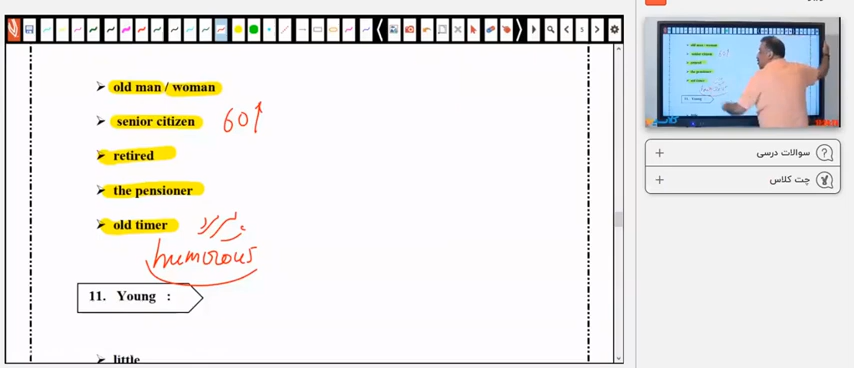 old man / woman
senior citizen 60↑
retired
the pensioner
old timer
humorous
11. Young :
little
5
سوالات درسی
چت کلاس